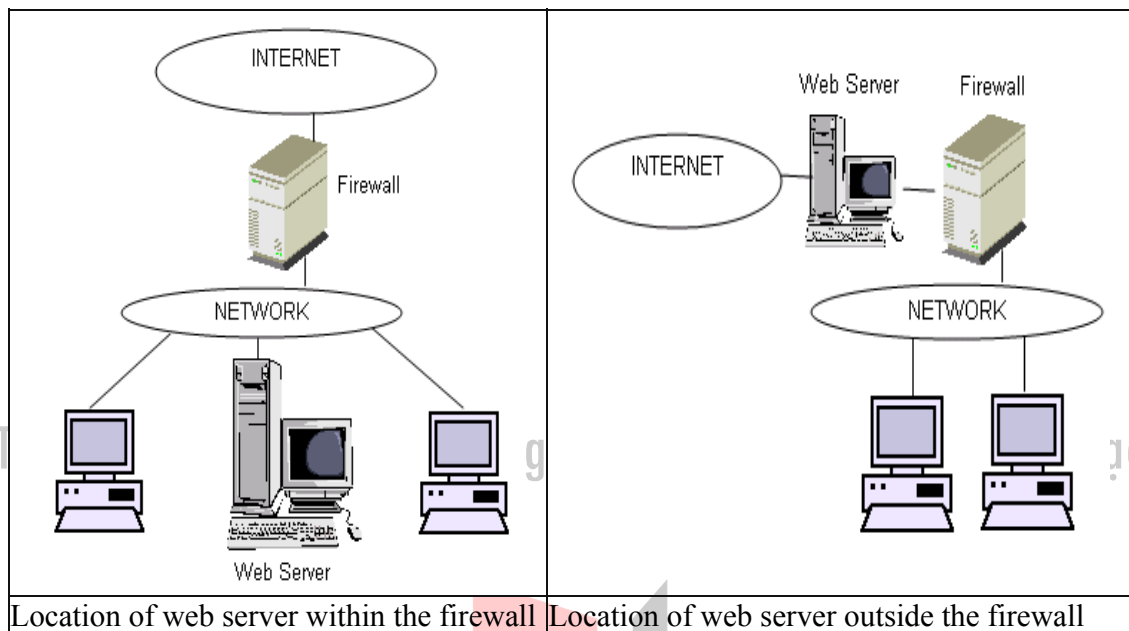 INTERNET
Firewall
NETWORK
Web Server
Location of web server within the firewall
Web Server
Firewall
INTERNET
NETWORK
Location of web server outside the firewall